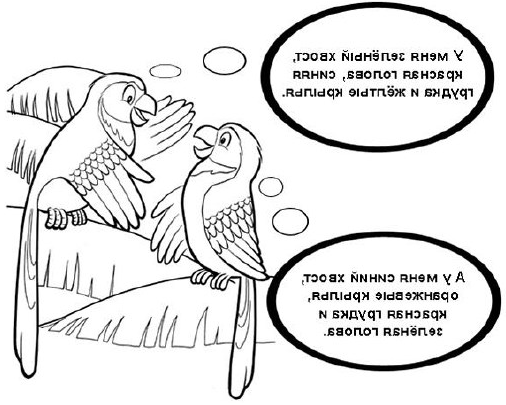 У меня зелёный хвост,
красная голова, синяя
грудка и жёлтые крылья.
А у меня синий хвост,
оранжевые крылья,
красная грудка и
зелёная голова.